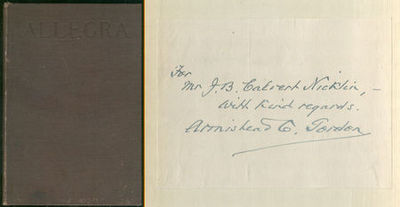 ALLEGRA
For
Mr J. B. Calvert Nicklin, –
with kind regards.
Armistead C. Gordon